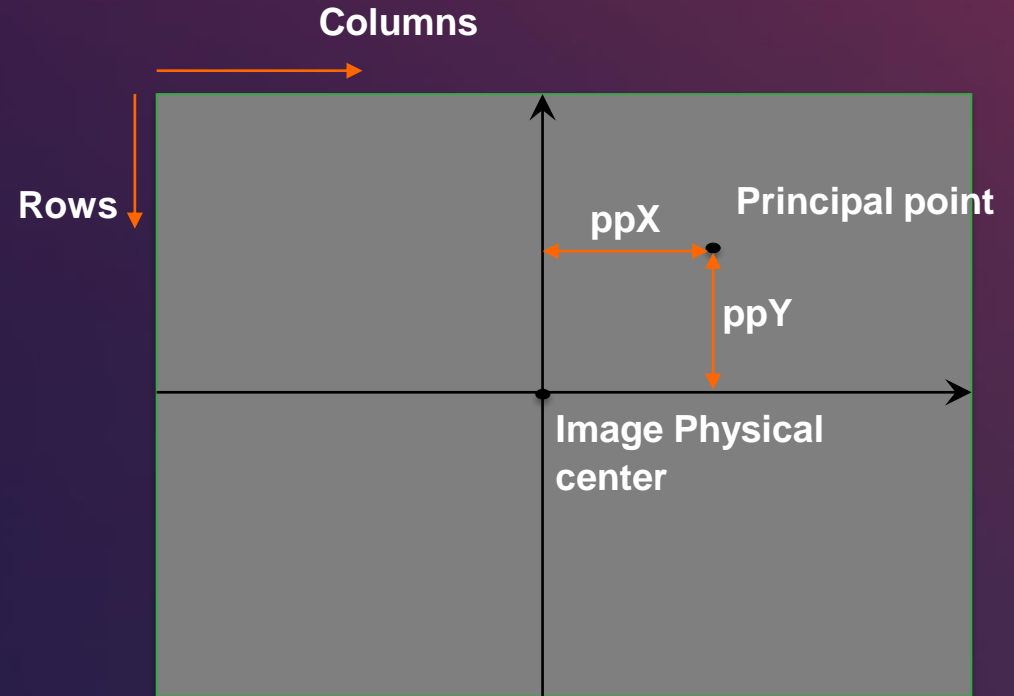 Columns
Rows
Principal point
ppX
ppY
Image Physical
center